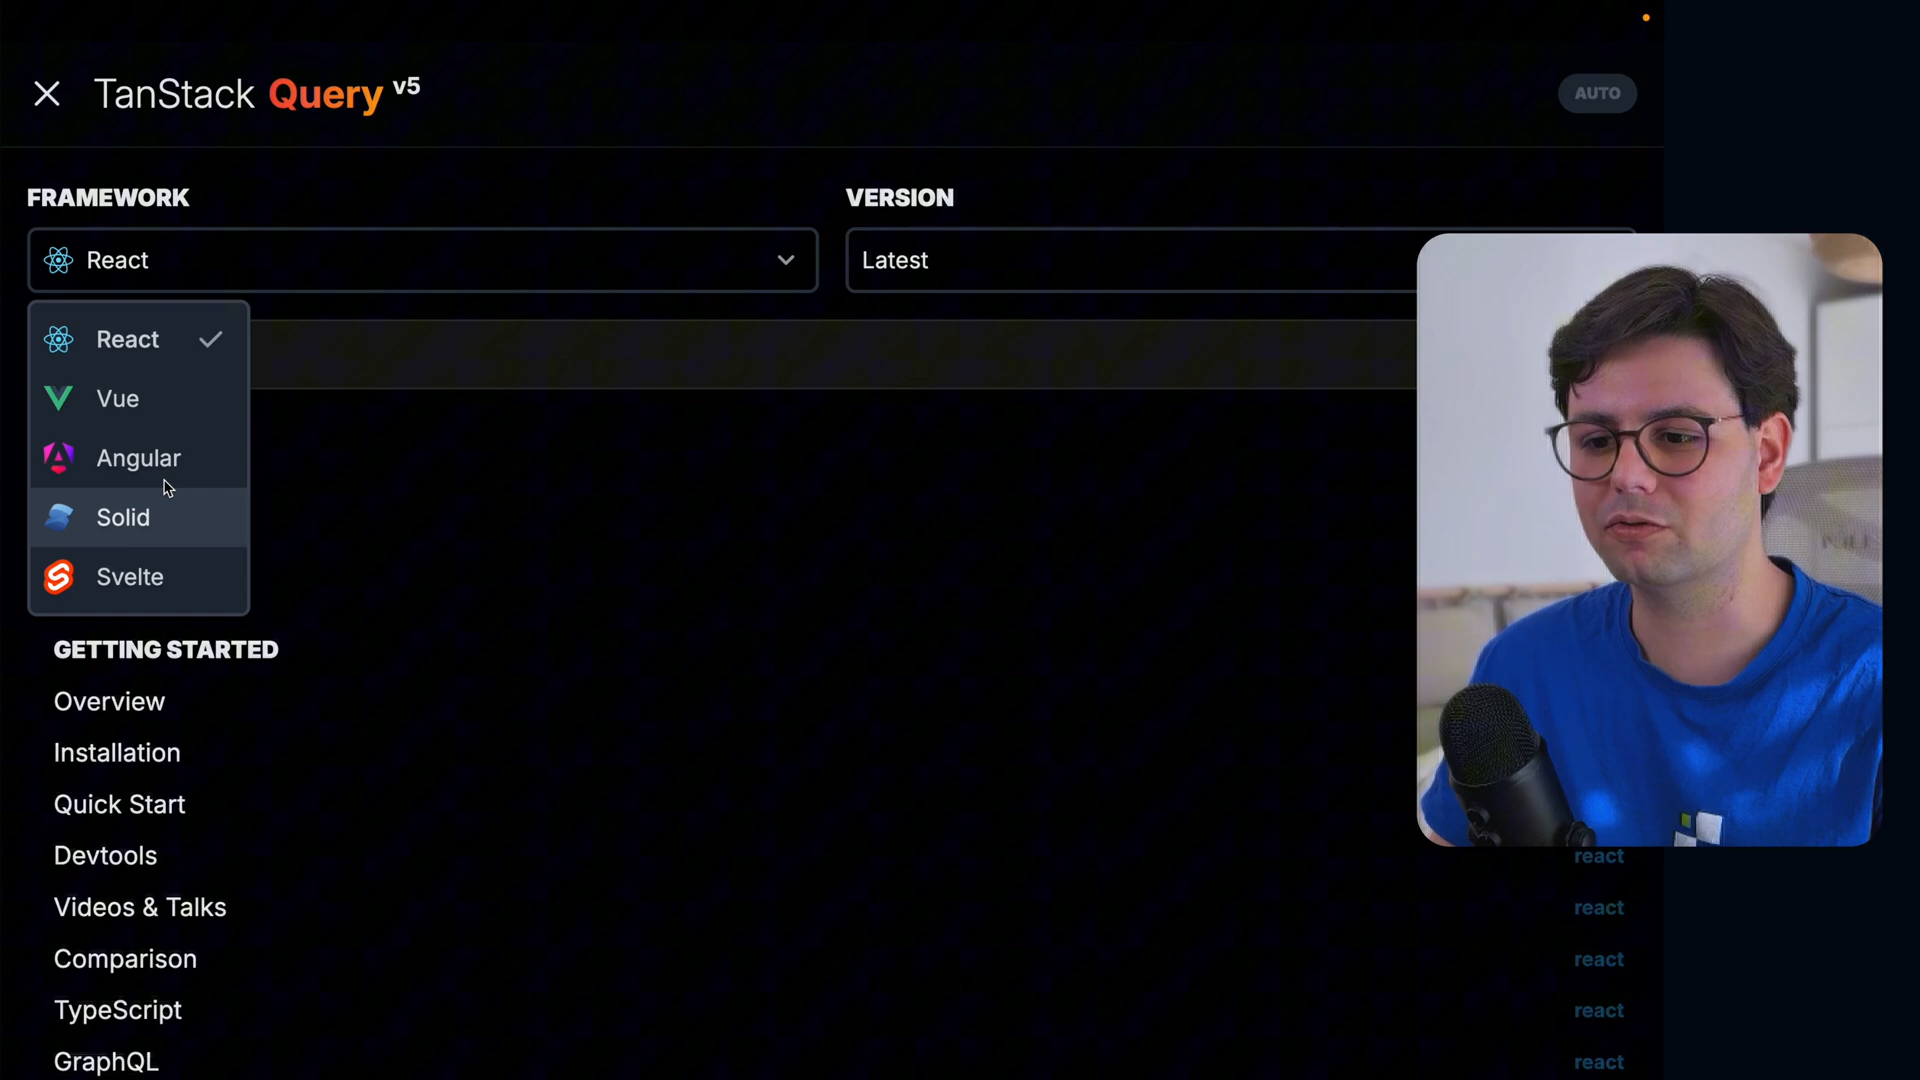 TanStack Query v5
AUTO
FRAMEWORK
VERSION
React
Latest
React
Vue
Angular
Solid
Svelte
GETTING STARTED
Overview
Installation
Quick Start
Devtools
react
Videos & Talks
react
Comparison
react
TypeScript
react
GraphQL
react